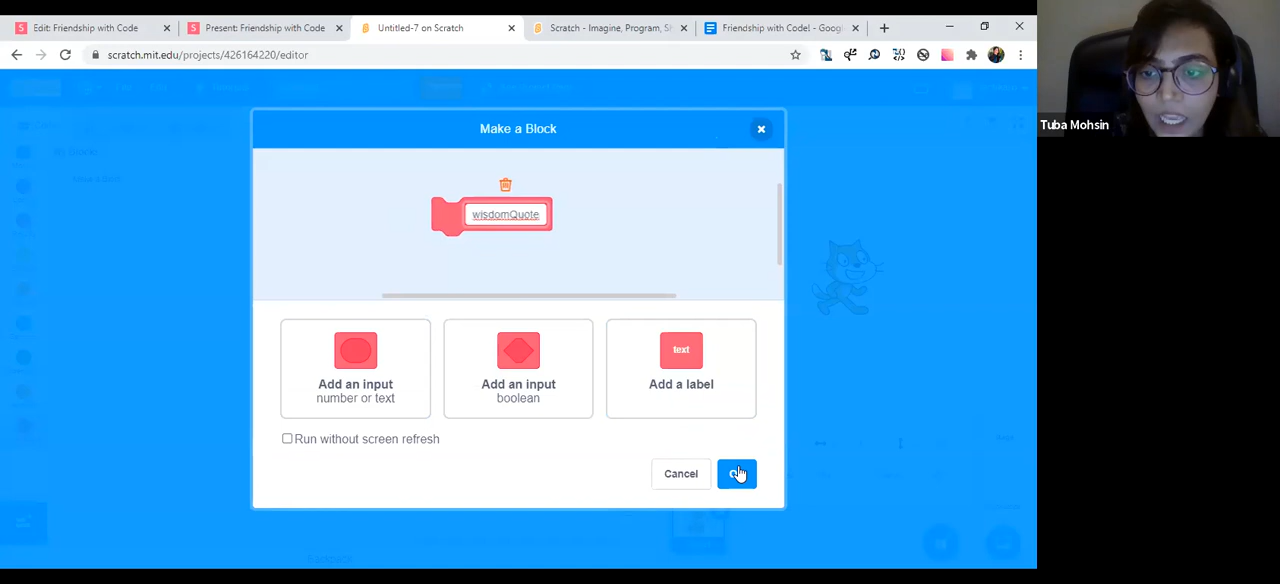 Edit: Friendship with Code
Present: Friendship with Code
Untitled-7 on Scratch
Scratch - Imagine, Program, Sh
Friendship with Code! - Googl
scratch.mit.edu/projects/426164220/editor
Tuba Mohsin
Make a Block
wisdomQuote
text
Add an input
number or text
Add an input
boolean
Add a label
Run without screen refresh
Cancel